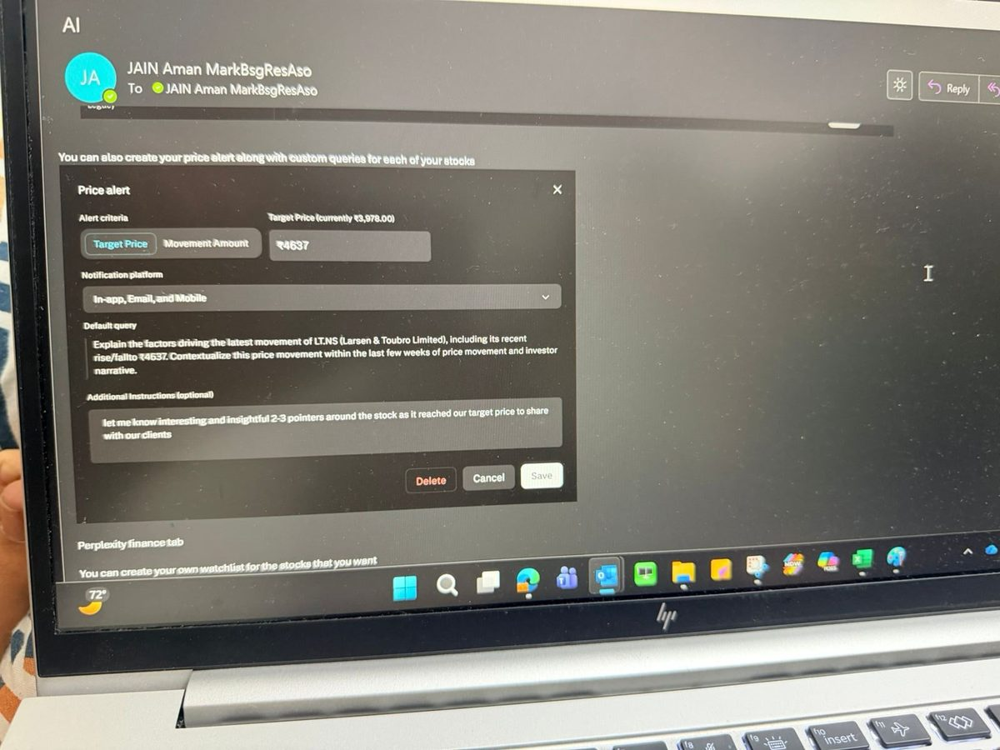 AI
JA
JAIN Aman MarkBsgResAso
To JAIN Aman MarkBsgResAso
Reply
Legacy
You can also create your price alert along with custom queries for each of your stocks
Price alert
Alert criteria
Target Price (currently ₹3,978.00)
Target Price
Movement Amount
₹4637
Notification platform
In-app, Email, and Mobile
Default query
Explain the factors driving the latest movement of LT.NS (Larsen & Toubro Limited), including its recent
rise/fallto ₹4637. Contextualize this price movement within the last few weeks of price movement and investor
narrative.
Additional Instructions (optional)
let me know interesting and insightful 2-3 pointers around the stock as it reached our target price to share
with our clients
Delete
Cancel
Save
Perplexity finance tab
You can create your own watchlist for the stocks that you want
72°
hp
f8
f9
f10
insert
f11
f12